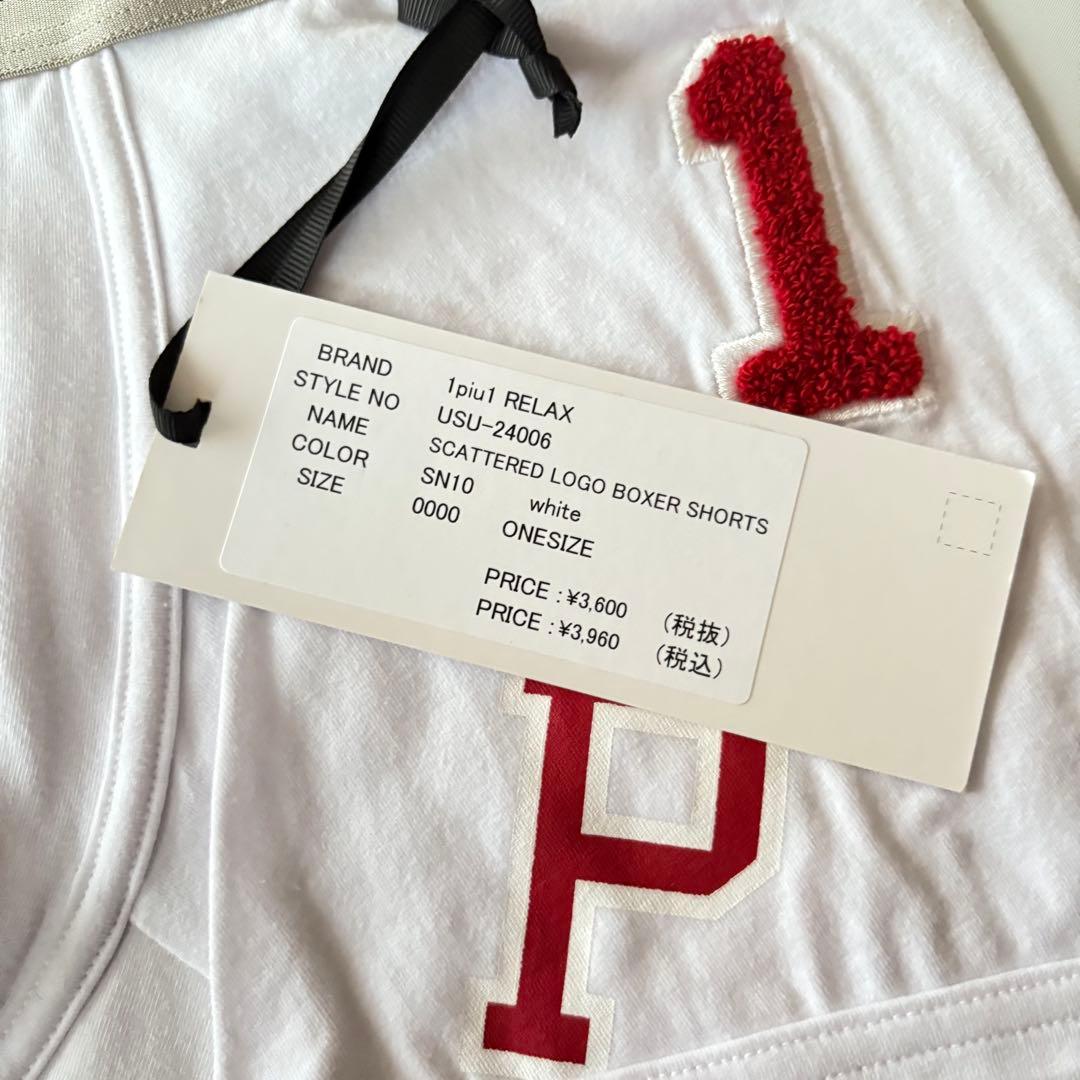 1
BRAND 1piu1 RELAX
STYLE NO USU-24006
NAME SCATTERED LOGO BOXER SHORTS
COLOR SN10 white
SIZE 0000 ONESIZE
PRICE : ¥3,600 (税抜)
PRICE : ¥3,960 (税込)
P